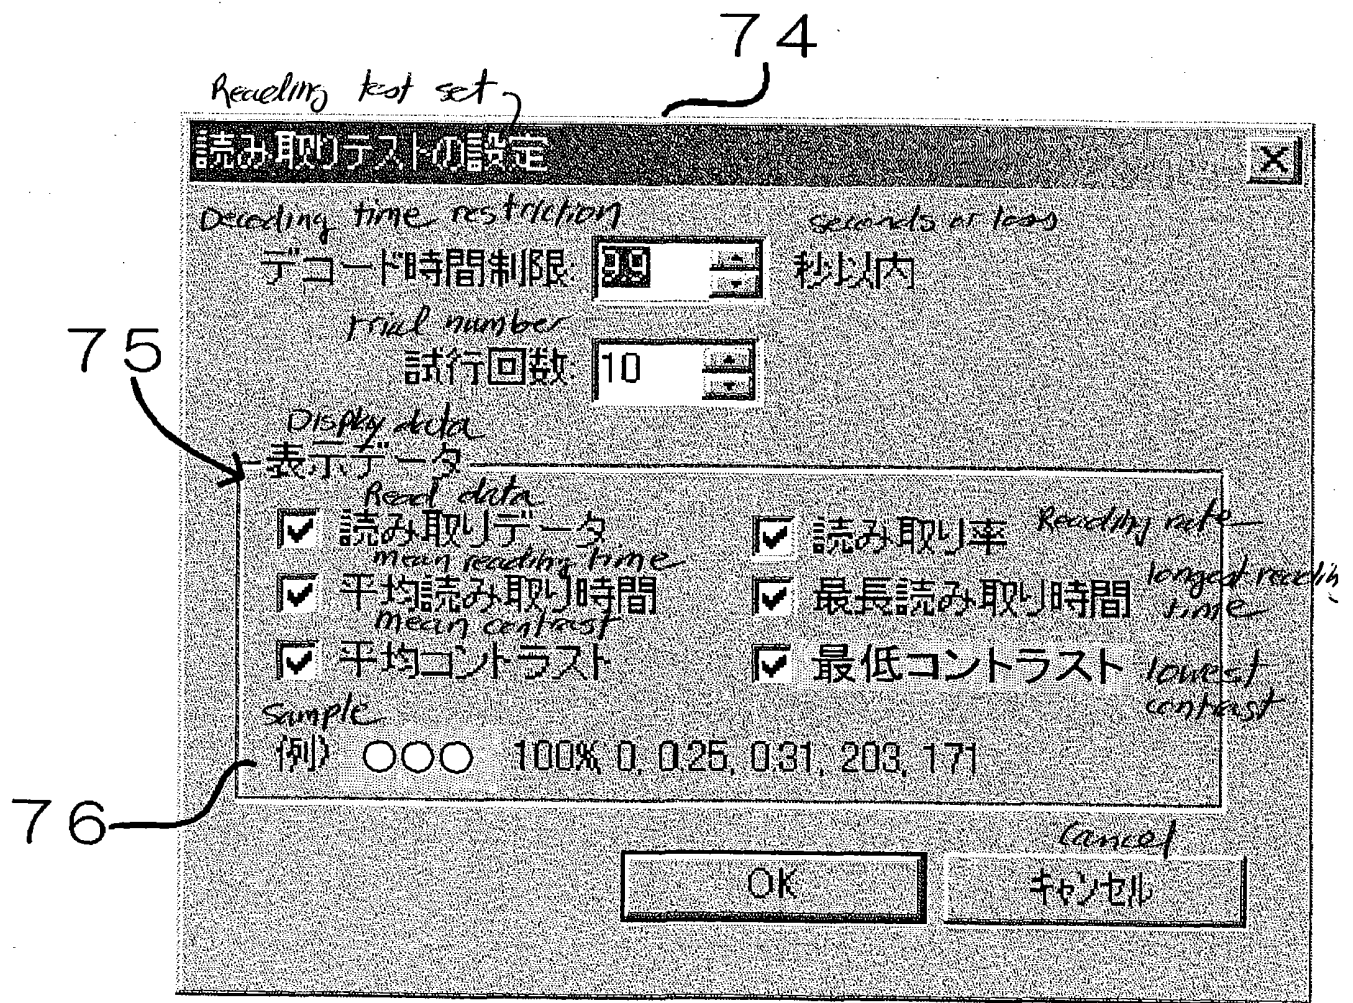 74
Reading test set
読み取りテストの設定
Decoding time restriction seconds or less
デコード時間制限 99 秒以内
trial number
75
試行回数 10
Display data
表示データ
Read data
読み取りデータ 読み取り率 Reading rate
mean reading time
平均読み取り時間 最長読み取り時間 longest reading time
mean contrast
平均コントラスト 最低コントラスト lowest contrast
Sample
例) ○○○ 100%, 0, 0.25, 0.31, 203, 171
76
Cancel
OK キャンセル